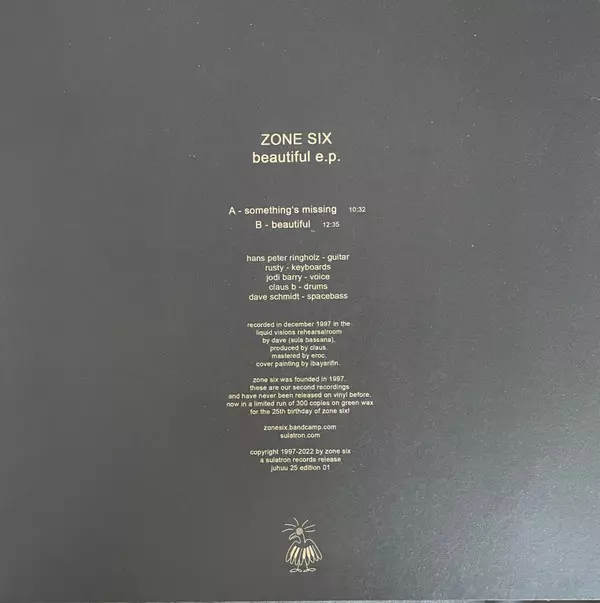 ZONE SIX
beautiful e.p.
A - something's missing 10:32
B - beautiful_ 12:35
hans peter ringholz - guitar
rusty - keyboards
jodi barry - voice
claus b - drums
dave schmidt - spacebass
recorded in december 1997 in the
liquid visions rehearsalroom
by dave (sula bassana).
produced by claus.
mastered by eroc.
cover painting by ibayarifin.
zone six was founded in 1997.
these are our second recordings
and have never been released on vinyl before.
now in a limited run of 300 copies on green wax
for the 25th birthday of zone six!
zonesix.bandcamp.com
sulatron.com
copyright 1997-2022 by zone six
a sulatron records release
juhuu 25 edition 01